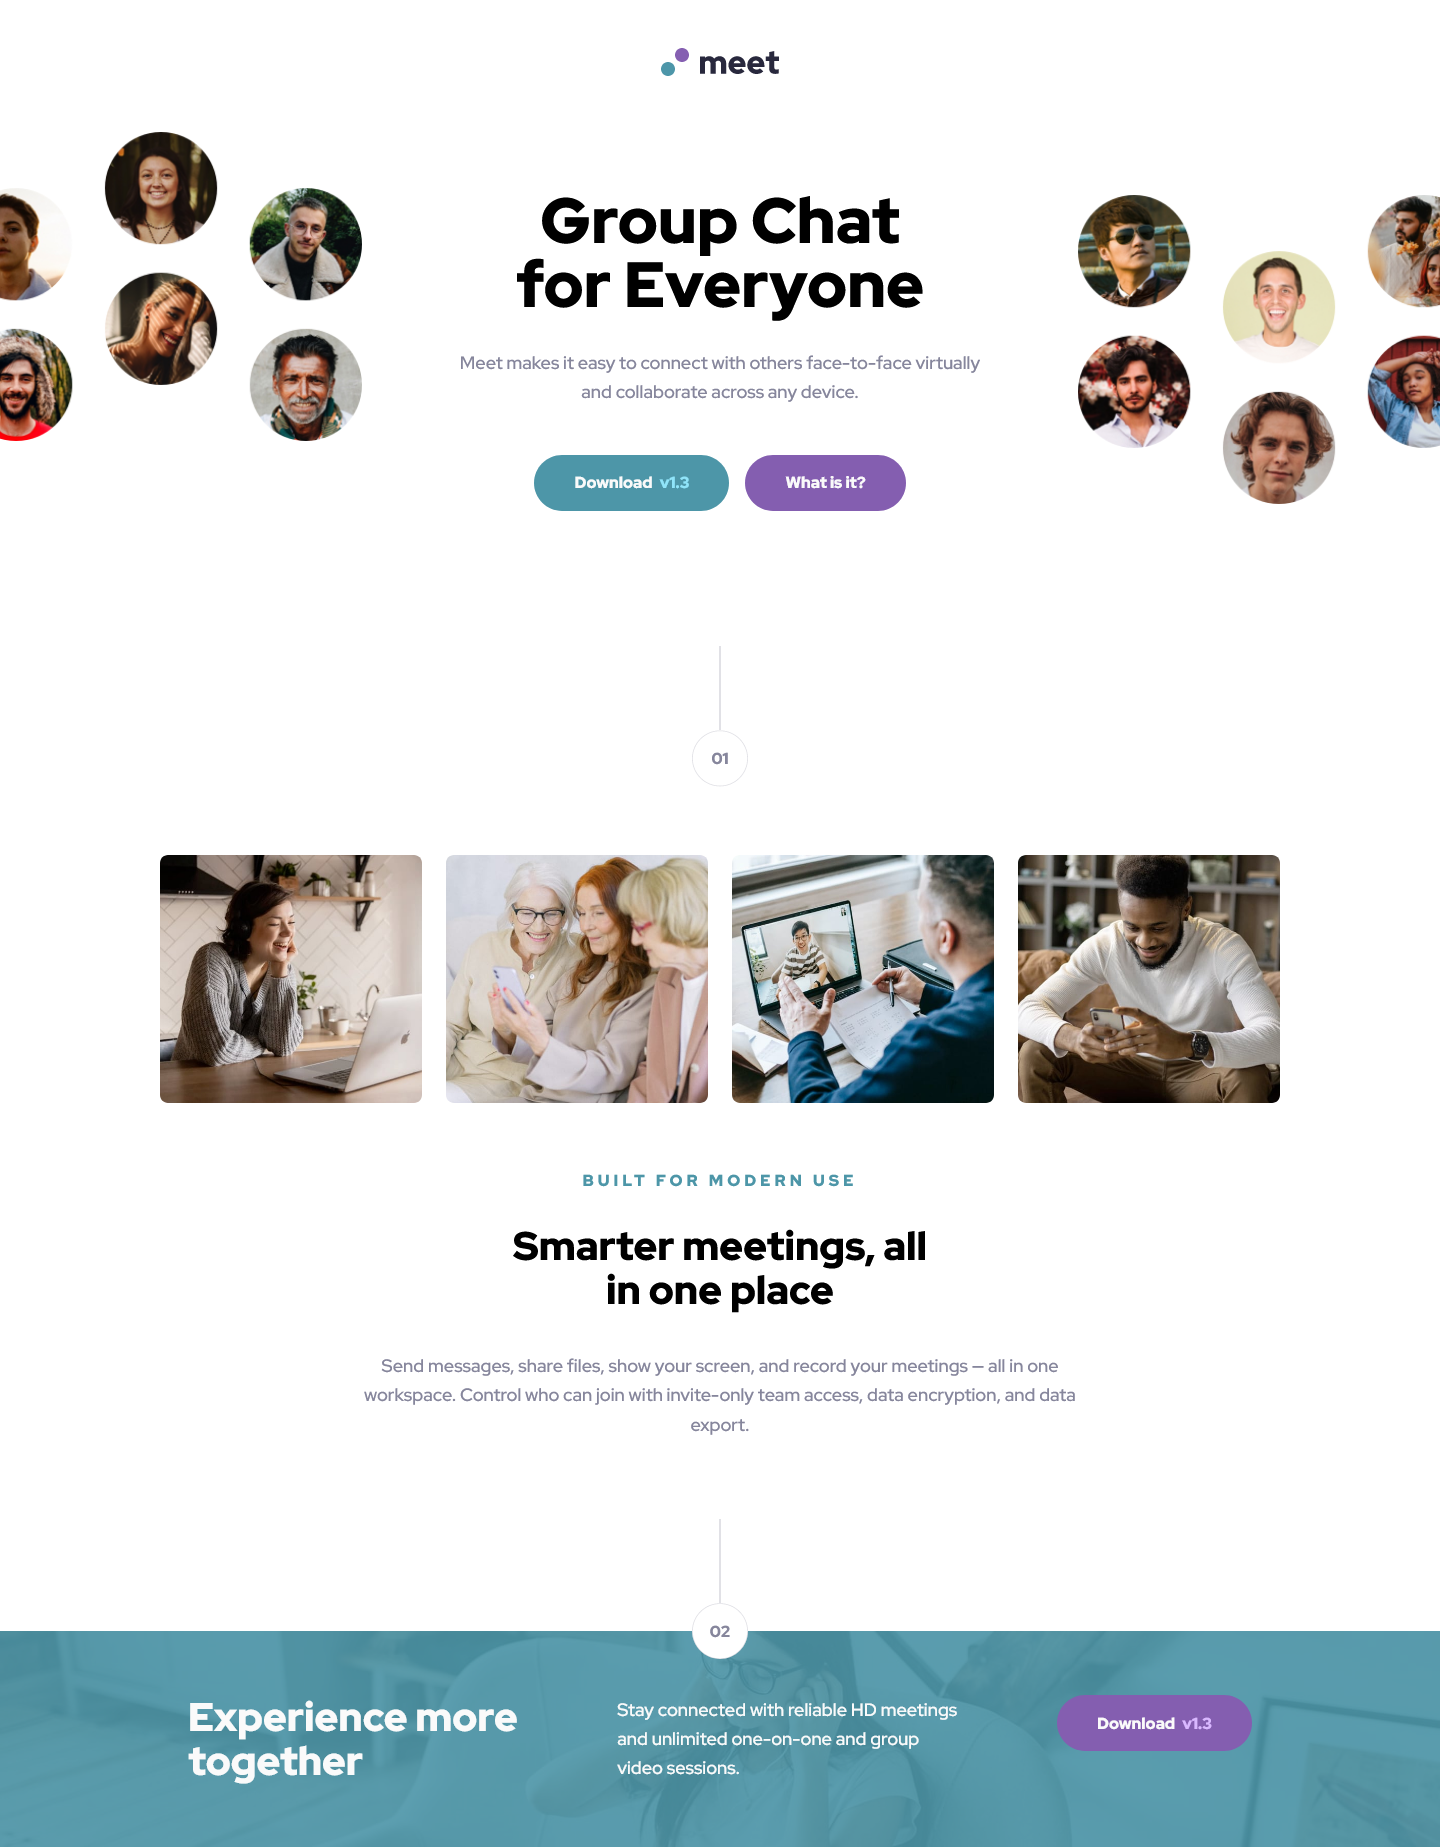 meet
Group Chat
for Everyone
Meet makes it easy to connect with others face-to-face virtually
and collaborate across any device.
Download v1.3
What is it?
01
BUILT FOR MODERN USE
Smarter meetings, all
in one place
Send messages, share files, show your screen, and record your meetings — all in one
workspace. Control who can join with invite-only team access, data encryption, and data
export.
02
Experience more
together
Stay connected with reliable HD meetings
and unlimited one-on-one and group
video sessions.
Download v1.3